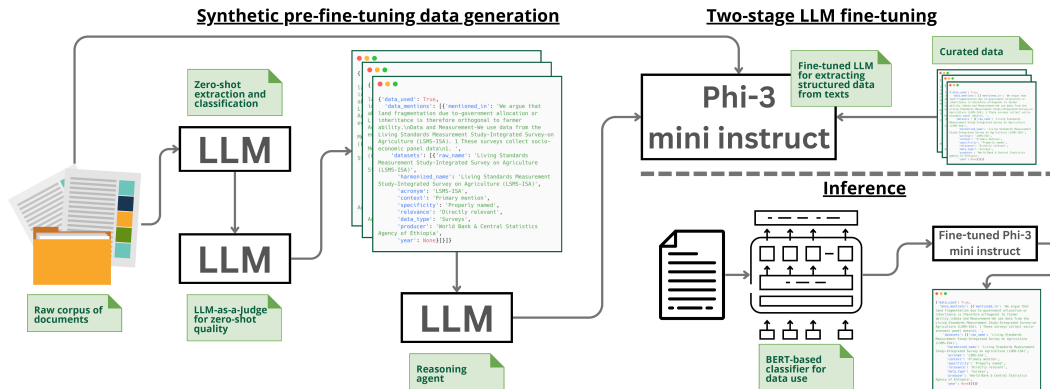 Synthetic pre-fine-tuning data generation
Two-stage LLM fine-tuning
Zero-shot
extraction and
classification
LLM
LLM
Raw corpus of
documents
LLM-as-a-Judge
for zero-shot
quality
{'data_used': True,
'data_mentions': [{'mentioned_in': 'We argue that
land fragmentation due to-government allocation or
inheritance is therefore orthogonal to farmer
ability.\nData and Measurement-We use data from the
Living Standards Measurement Study-Integrated Survey-on
Agriculture (LSMS-ISA). 1 These surveys collect socio-
economic panel data\n1. ',
'datasets': [{'raw_name': 'Living Standards
Measurement Study-Integrated Survey on Agriculture
(LSMS-ISA)',
'harmonized_name': 'Living Standards Measurement
Study-Integrated Survey on Agriculture (LSMS-ISA)',
'acronym': 'LSMS-ISA',
'context': 'Primary mention',
'specificity': 'Properly named',
'relevance': 'Directly relevant',
'data_type': 'Surveys',
'producer': 'World Bank & Central Statistics
Agency of Ethiopia',
'year': None}]}]}
LLM
Reasoning
agent
Phi-3
mini instruct
Fine-tuned LLM
for extracting
structured data
from texts
Curated data
Inference
BERT-based
classifier for
data use
Fine-tuned Phi-3
mini instruct